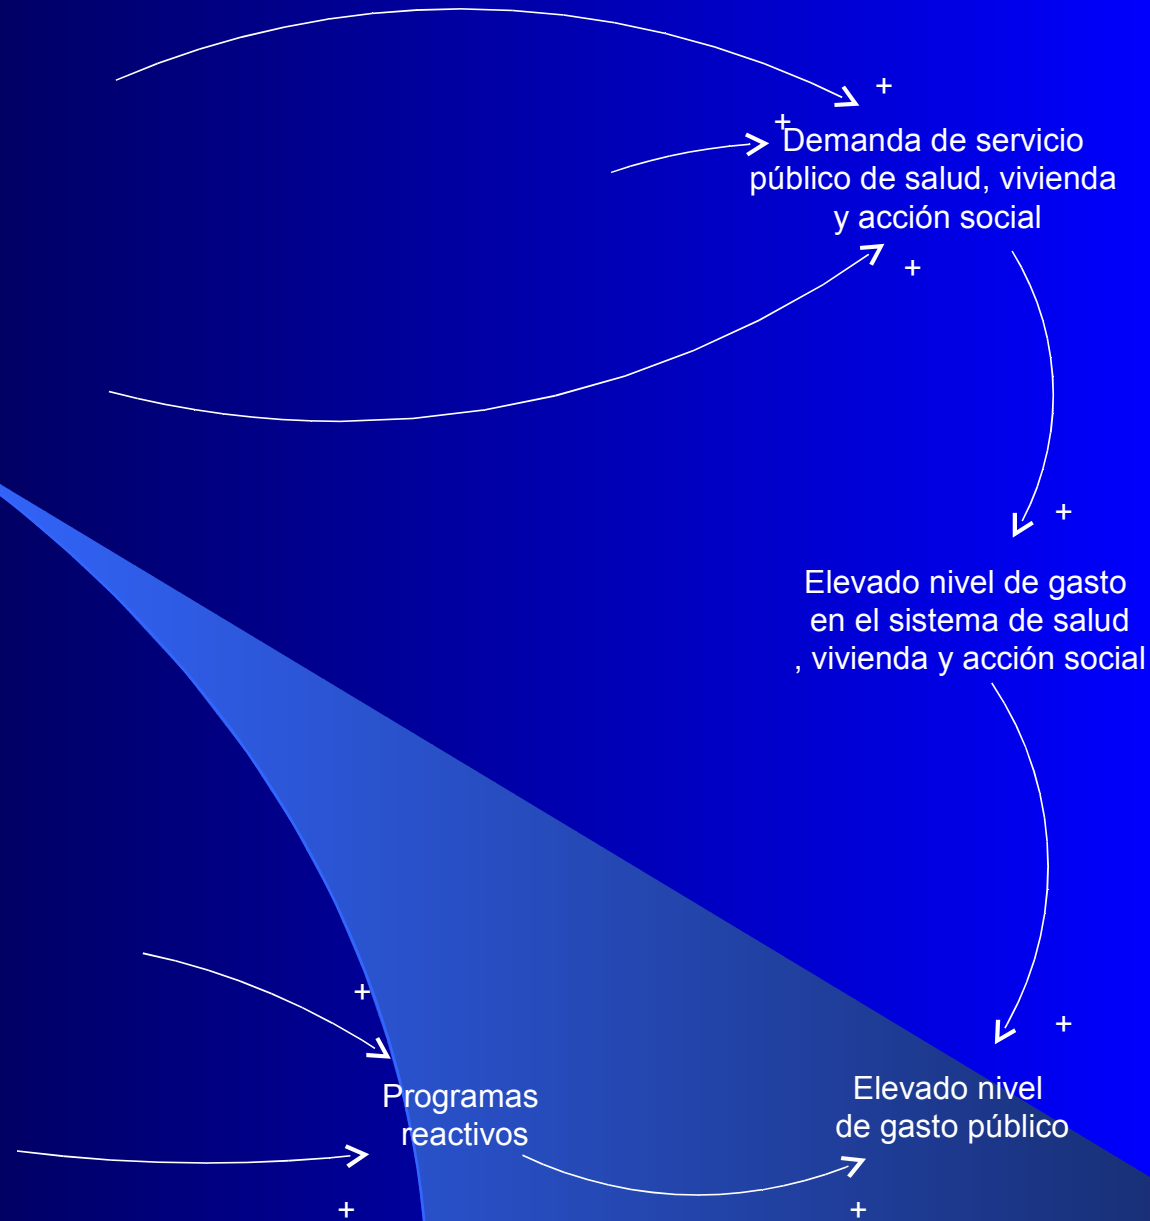 +
+
Demanda de servicio
público de salud, vivienda
y acción social
+
+
Elevado nivel de gasto
en el sistema de salud
, vivienda y acción social
+
+
Programas
reactivos
Elevado nivel
de gasto público
+
+